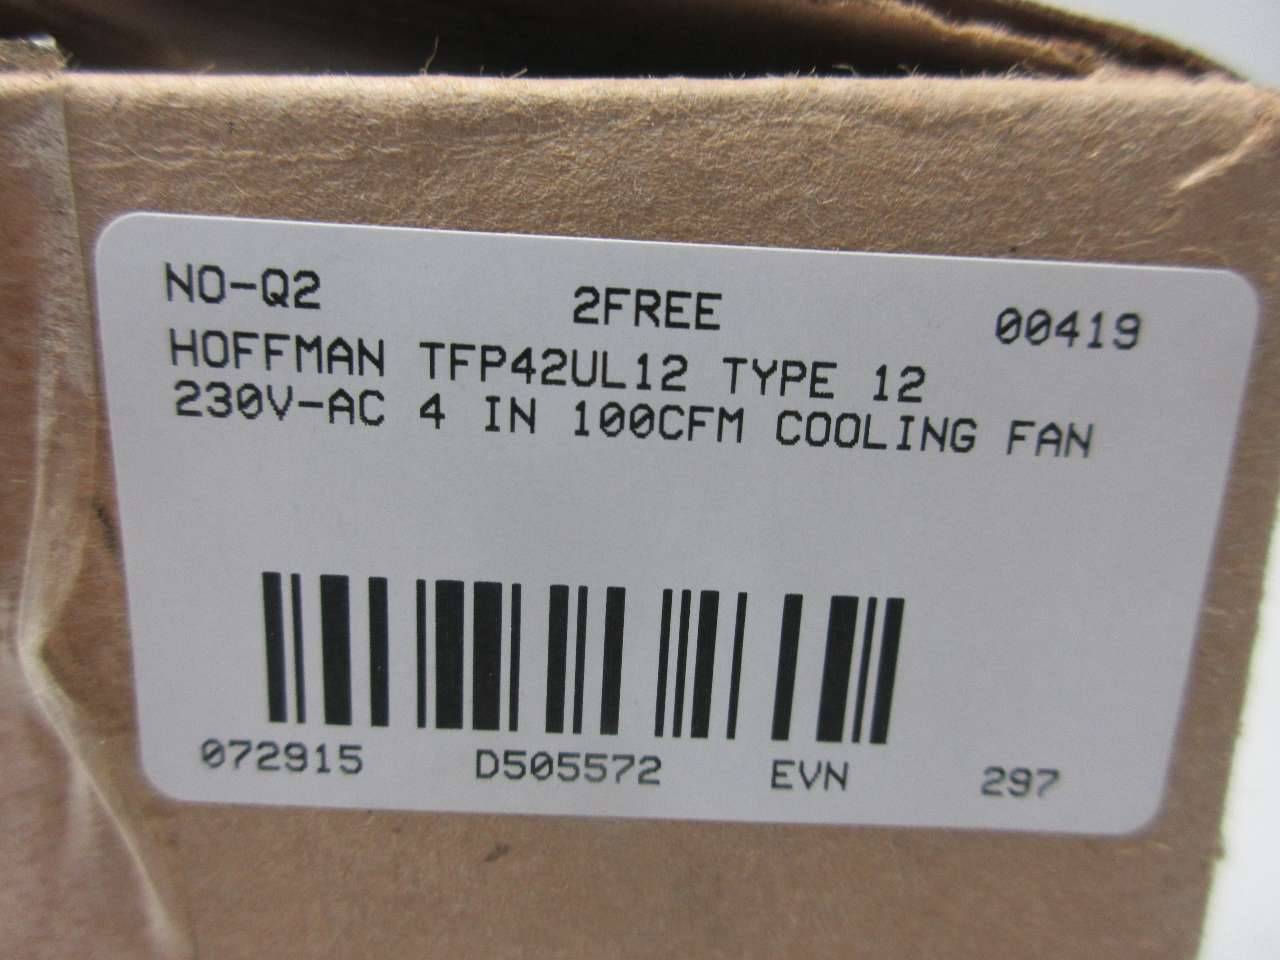 NO-Q2 2FREE 00419
HOFFMAN TFP42UL12 TYPE 12
230V-AC 4 IN 100CFM COOLING FAN
072915 D505572 EVN 297